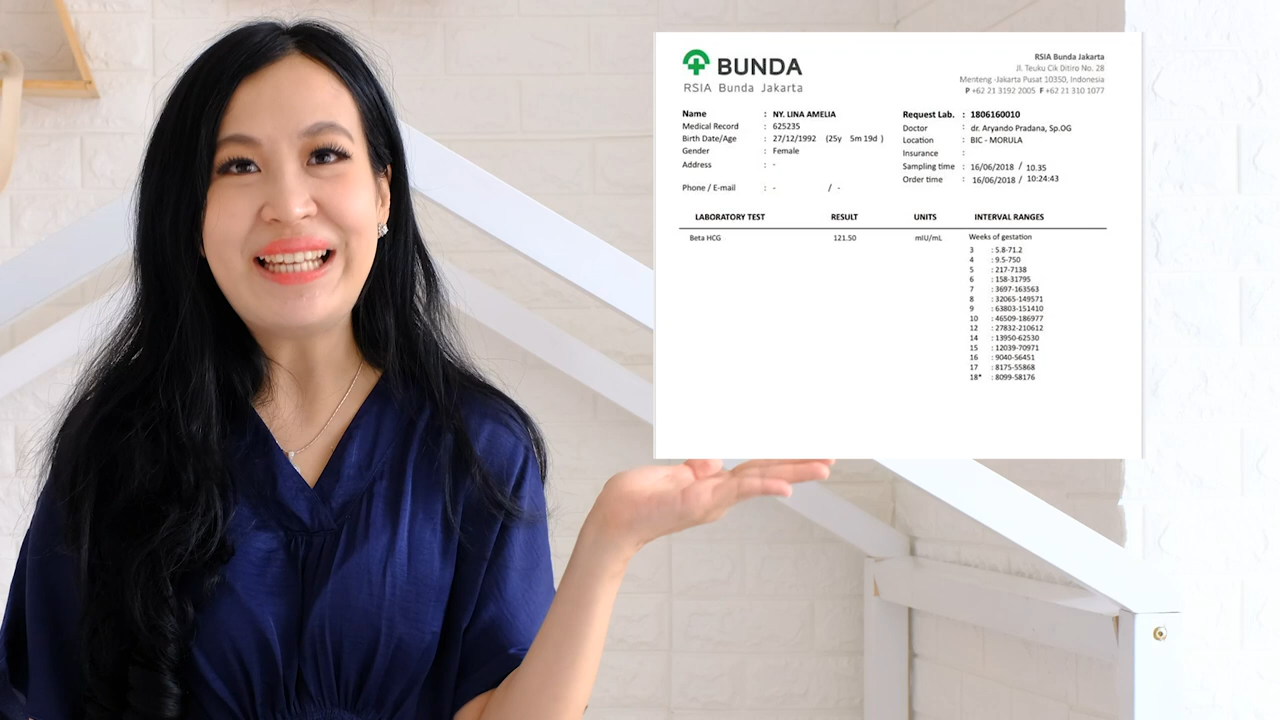 BUNDA
RSIA Bunda Jakarta
RSIA Bunda Jakarta
Jl. Teuku Cik Ditiro No. 28
Menteng -Jakarta Pusat 10350, Indonesia
P +62 21 3192 2005 F +62 21 310 1077
Name : NY. LINA AMELIA
Medical Record : 625235
Birth Date/Age : 27/12/1992 (25y 5m 19d )
Gender : Female
Address : -
Phone / E-mail : - / -
Request Lab. : 1806160010
Doctor : dr. Aryando Pradana, Sp.OG
Location : BIC - MORULA
Insurance :
Sampling time : 16/06/2018 / 10.35
Order time : 16/06/2018 / 10:24:43
LABORATORY TEST RESULT UNITS INTERVAL RANGES
Beta HCG 121.50 mIU/mL Weeks of gestation
3 : 5.8-71.2
4 : 9.5-750
5 : 217-7138
6 : 158-31795
7 : 3697-163563
8 : 32065-149571
9 : 63803-151410
10 : 46509-186977
12 : 27832-210612
14 : 13950-62530
15 : 12039-70971
16 : 9040-56451
17 : 8175-55868
18* : 8099-58176